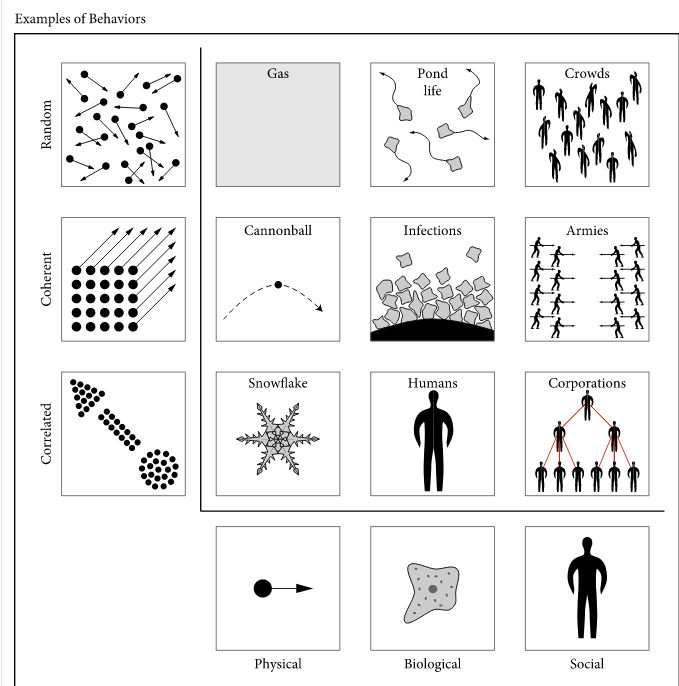 Examples of Behaviors
Random
Gas
Pond
life
Crowds
Coherent
Cannonball
Infections
Armies
Correlated
Snowflake
Humans
Corporations
Physical
Biological
Social